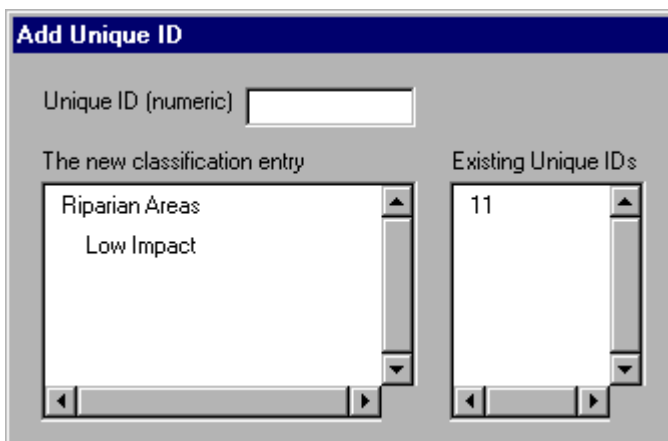 Add Unique ID
Unique ID (numeric)
The new classification entry
Existing Unique IDs
Riparian Areas
11
Low Impact